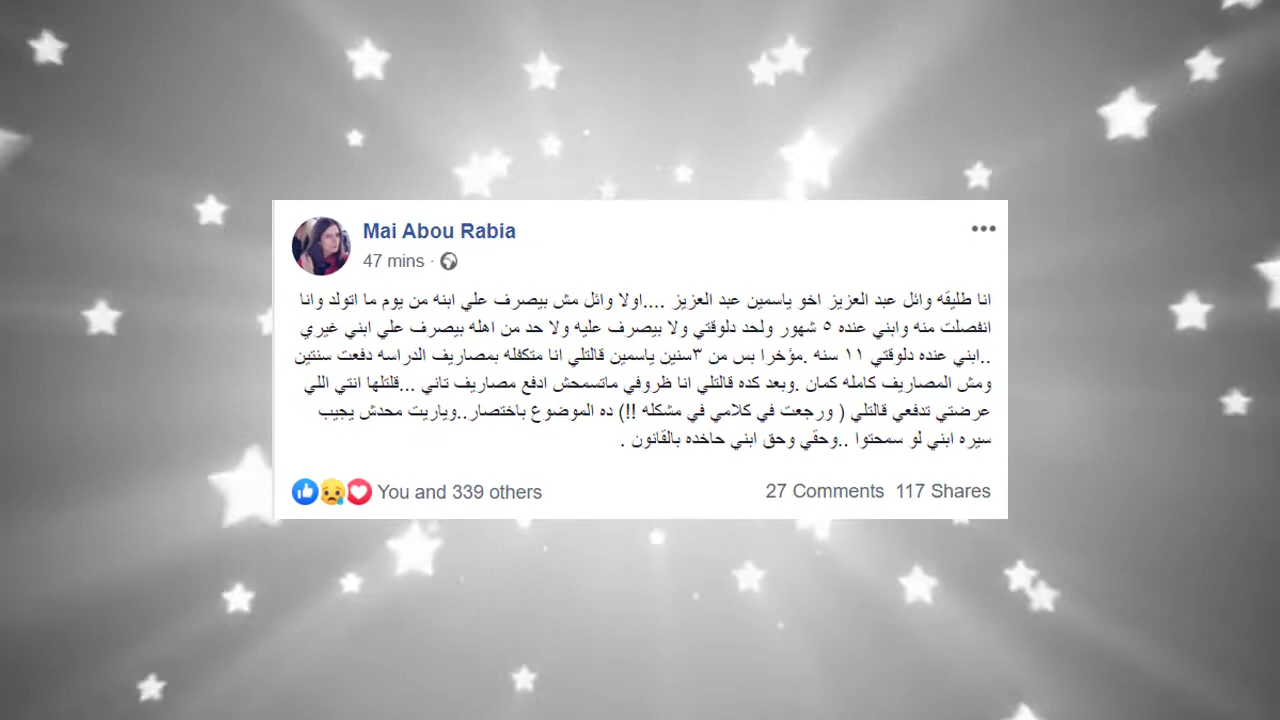 Mai Abou Rabia
47 mins ·
انا طليقه وائل عبد العزيز اخو ياسمين عبد العزيز ....اولا وائل مش بيصرف علي ابنه من يوم ما اتولد وانا
انفصلت منه وابني عنده ٥ شهور ولحد دلوقتي ولا بيصرف عليه ولا حد من اهله بيصرف علي ابني غيري
..ابني عنده دلوقتي ١١ سنه .مؤخرا بس من ٣سنين ياسمين قالتلي انا متكفله بمصاريف الدراسه دفعت سنتين
ومش المصاريف كامله كمان .وبعد كده قالتلي انا ظروفي ماتسمحش ادفع مصاريف تاني ...قلتلها انتي اللي
عرضتي تدفعي قالتلي ( ورجعت في كلامي في مشكله !!) ده الموضوع باختصار..وياريت محدش يجيب
سيره ابني لو سمحتوا ..وحقي وحق ابني حاخده بالقانون .
You and 339 others
27 Comments 117 Shares